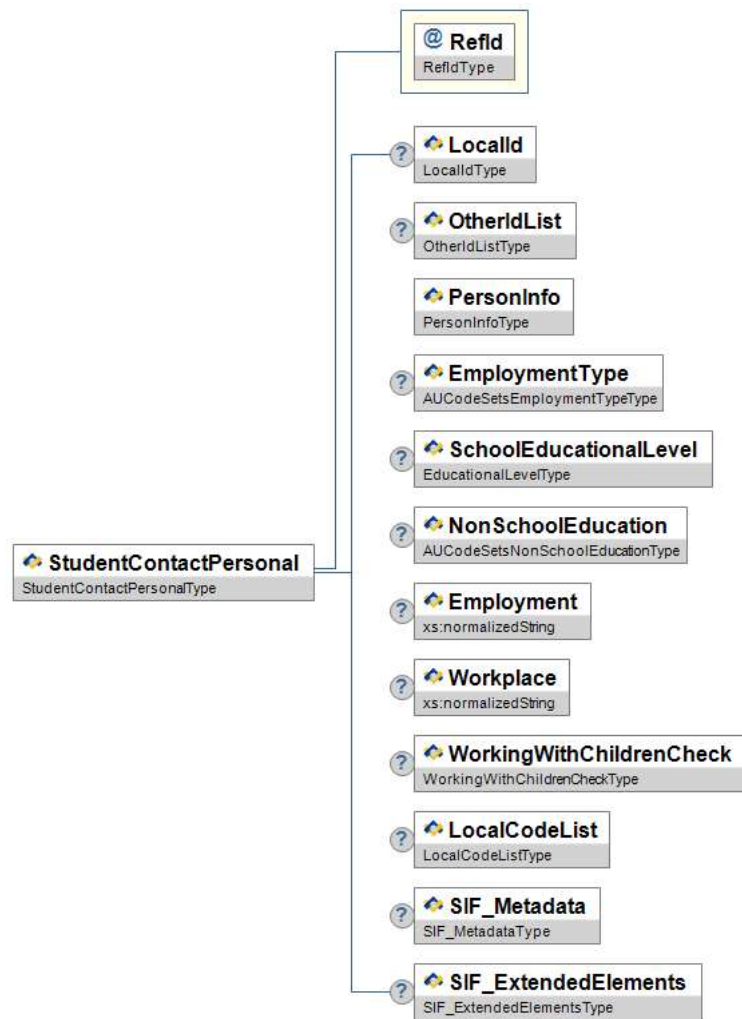 @ RefId
RefIdType
? LocalId
LocalIdType
? OtherIdList
OtherIdListType
PersonInfo
PersonInfoType
? EmploymentType
AUCodeSetsEmploymentTypeType
? SchoolEducationalLevel
EducationalLevelType
? NonSchoolEducation
AUCodeSetsNonSchoolEducationType
StudentContactPersonal
StudentContactPersonalType
? Employment
xs:normalizedString
? Workplace
xs:normalizedString
? WorkingWithChildrenCheck
WorkingWithChildrenCheckType
? LocalCodeList
LocalCodeListType
? SIF_Metadata
SIF_MetadataType
? SIF_ExtendedElements
SIF_ExtendedElementsType